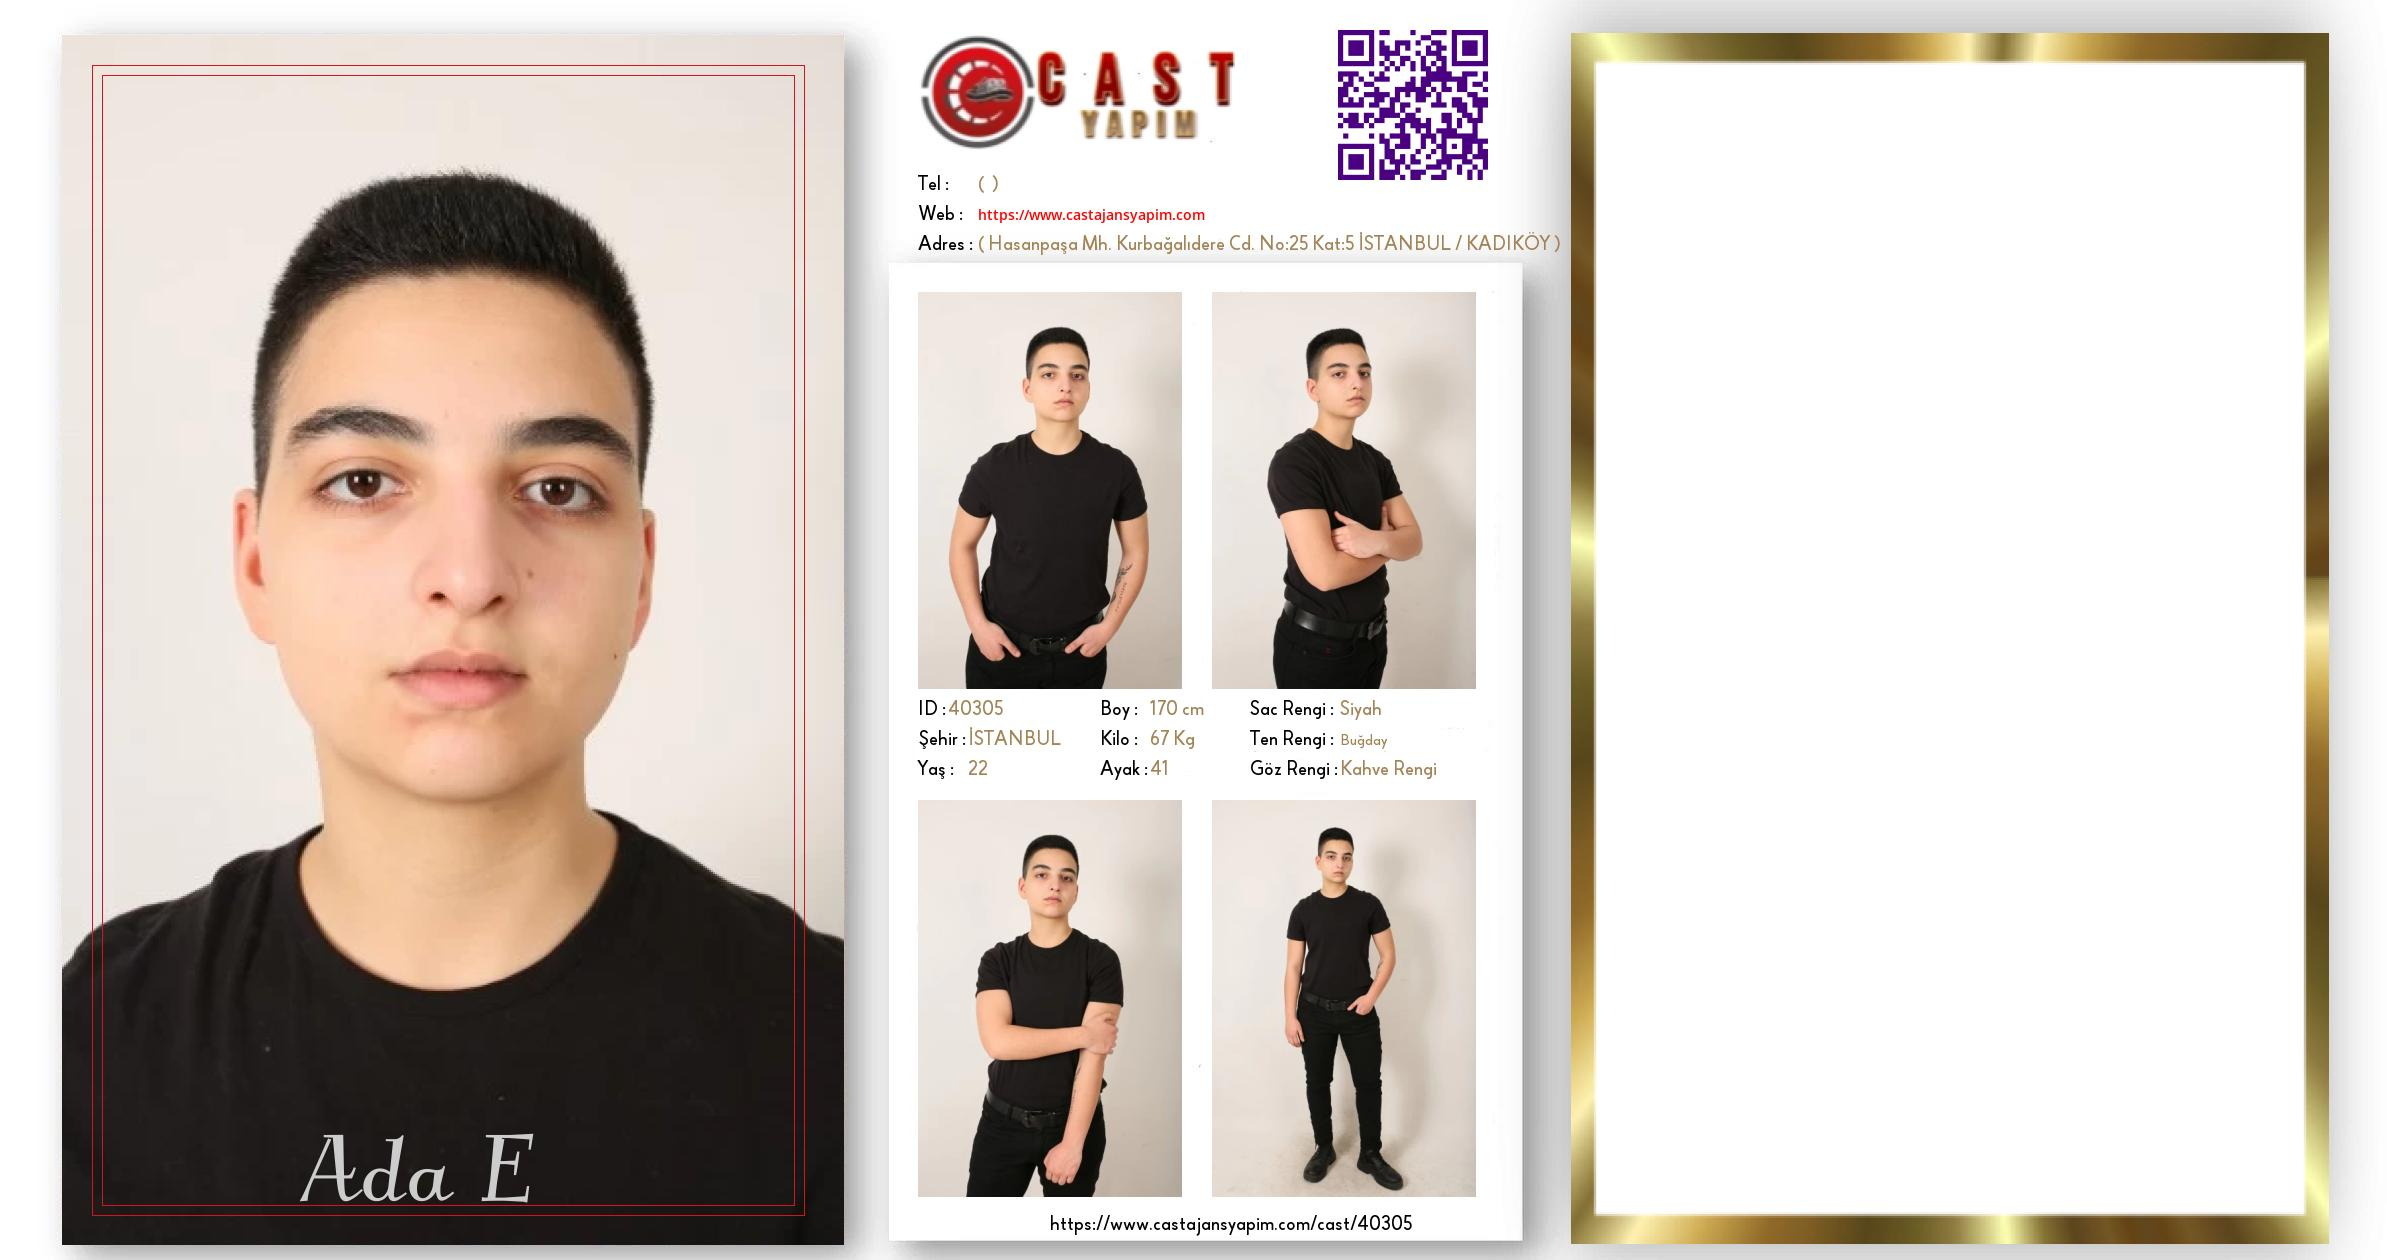 Ada E
CAST
YAPIM
Tel : ( )
Web : https://www.castajansyapim.com
Adres : ( Hasanpaşa Mh. Kurbağalıdere Cd. No:25 Kat:5 İSTANBUL / KADIKÖY )
ID : 40305 Boy : 170 cm Sac Rengi : Siyah
Şehir : İSTANBUL Kilo : 67 Kg Ten Rengi : Buğday
Yaş : 22 Ayak : 41 Göz Rengi : Kahve Rengi
https://www.castajansyapim.com/cast/40305